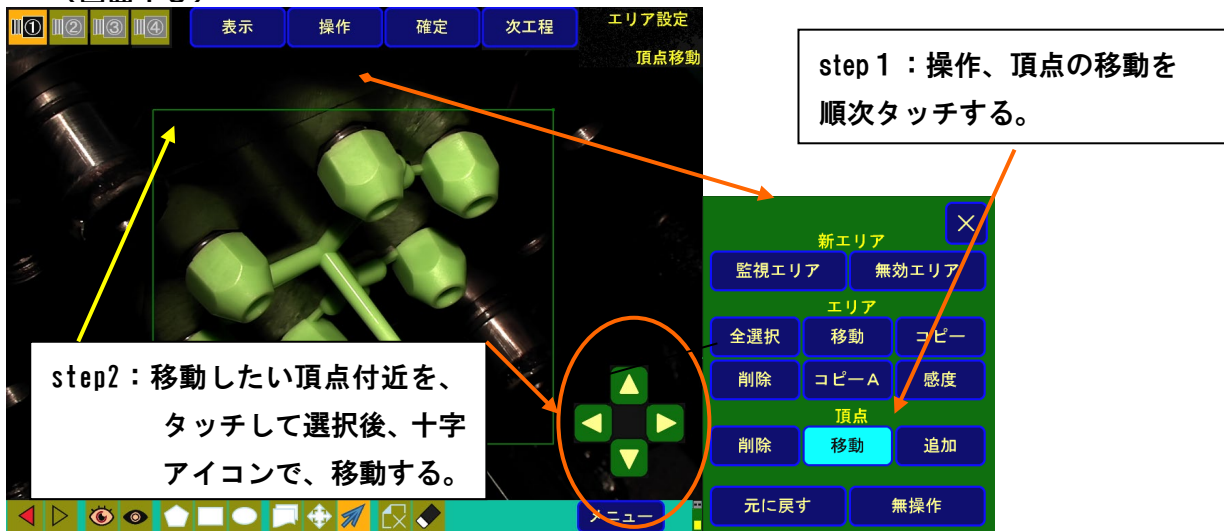 ① ② ③ ④ 表示 操作 確定 次工程 エリア設定
頂点移動
step１：操作、頂点の移動を
順次タッチする。
×
新エリア
監視エリア 無効エリア
エリア
全選択 移動 コピー
削除 コピーA 感度
頂点
削除 移動 追加
元に戻す 無操作
step2：移動したい頂点付近を、
タッチして選択後、十字
アイコンで、移動する。
メニュー